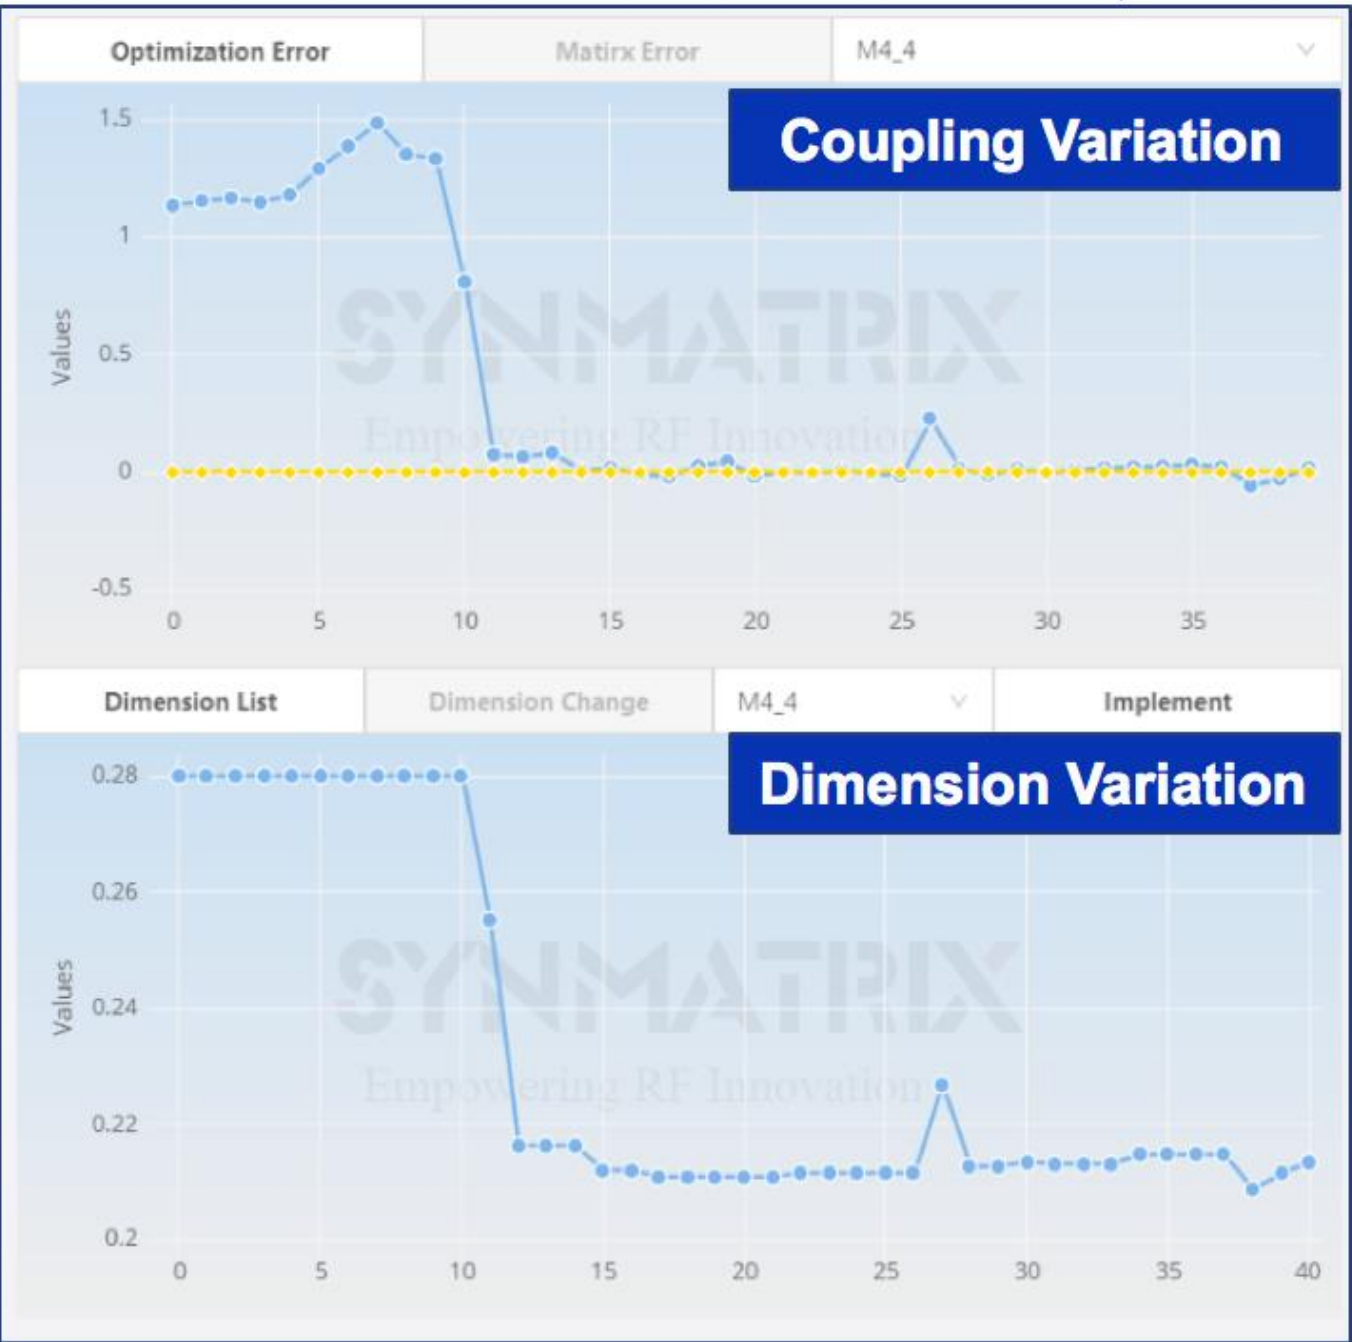 Optimization Error Matirx Error M4_4
Coupling Variation
1.5
1
0.5
0
-0.5
Values
SYNMATRIX
Empowering RF Innovation
0 5 10 15 20 25 30 35
Dimension List Dimension Change M4_4 Implement
Dimension Variation
0.28
0.26
0.24
0.22
0.2
Values
SYNMATRIX
Empowering RF Innovation
0 5 10 15 20 25 30 35 40